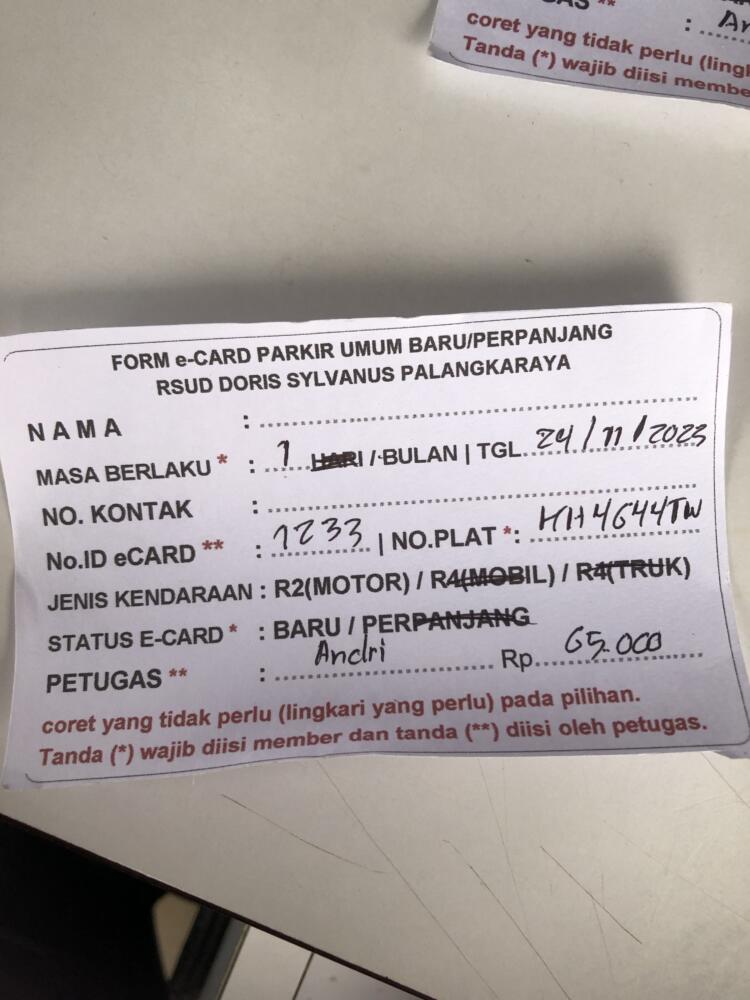 coret yang tidak perlu (lingk
Tanda (*) wajib diisi membe
FORM e-CARD PARKIR UMUM BARU/PERPANJANG
RSUD DORIS SYLVANUS PALANGKARAYA
NAMA :
MASA BERLAKU * : 1 HARI / BULAN | TGL. 24/11/2023
NO. KONTAK :
No.ID eCARD ** : 1233 | NO.PLAT *: KH4644TW
JENIS KENDARAAN : R2(MOTOR) / R4(MOBIL) / R4(TRUK)
STATUS E-CARD * : BARU / PERPANJANG
PETUGAS ** : Andri Rp. 65.000
coret yang tidak perlu (lingkari yang perlu) pada pilihan.
Tanda (*) wajib diisi member dan tanda (**) diisi oleh petugas.